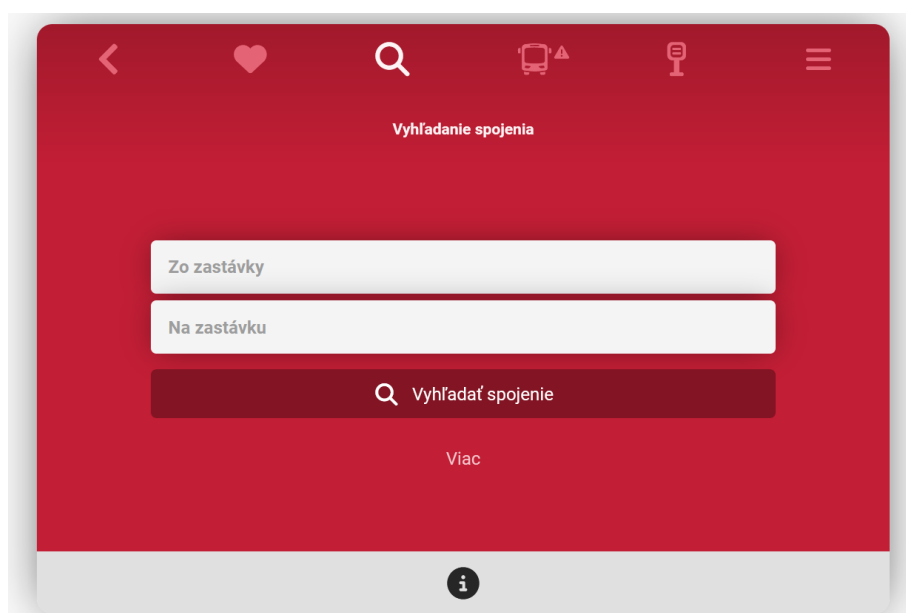 Vyhľadanie spojenia
Zo zastávky
Na zastávku
Vyhľadať spojenie
Viac